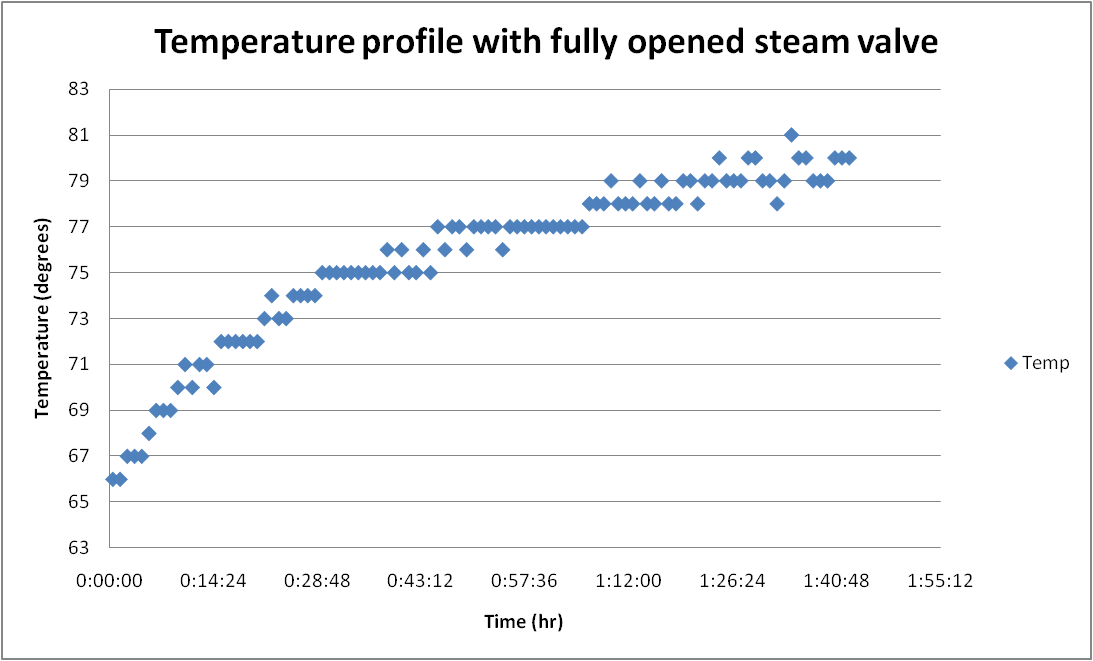 Temperature profile with fully opened steam valve
83
81
79
77
75
73
71
69
67
65
63
Temperature (degrees)
0:00:00 0:14:24 0:28:48 0:43:12 0:57:36 1:12:00 1:26:24 1:40:48 1:55:12
Time (hr)
Temp